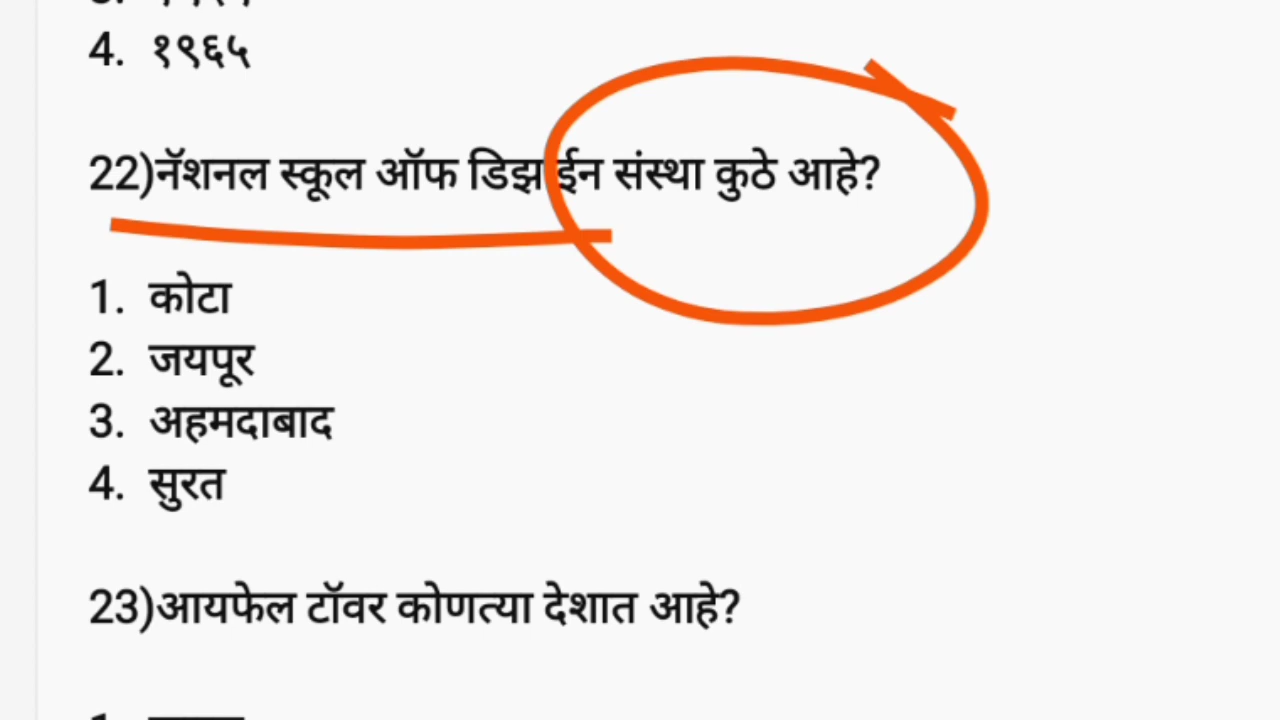 4. १९६५
22)नॅशनल स्कूल ऑफ डिझाईन संस्था कुठे आहे?
1. कोटा
2. जयपूर
3. अहमदाबाद
4. सुरत
23)आयफेल टॉवर कोणत्या देशात आहे?